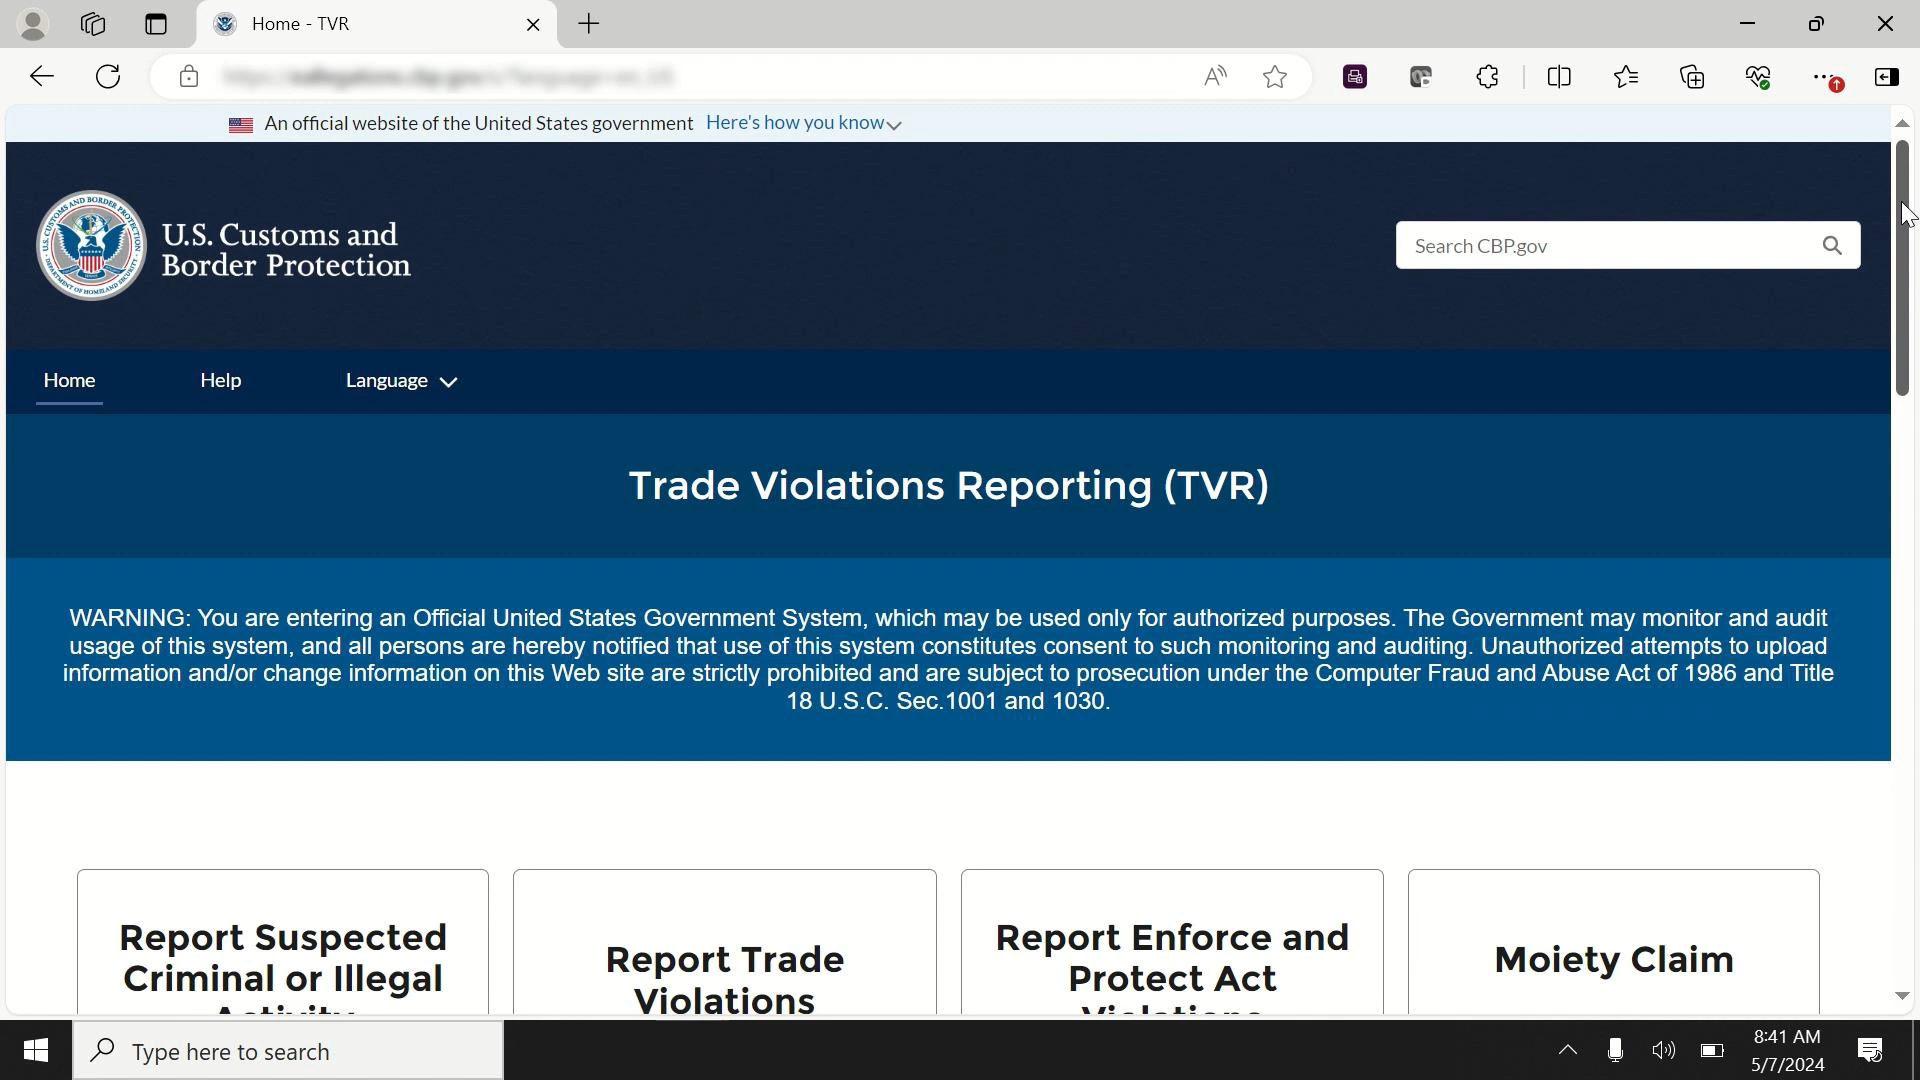 Home - TVR
An official website of the United States government Here's how you know
U.S. Customs and
Border Protection
Search CBP.gov
Home Help Language
Trade Violations Reporting (TVR)
WARNING: You are entering an Official United States Government System, which may be used only for authorized purposes. The Government may monitor and audit
usage of this system, and all persons are hereby notified that use of this system constitutes consent to such monitoring and auditing. Unauthorized attempts to upload
information and/or change information on this Web site are strictly prohibited and are subject to prosecution under the Computer Fraud and Abuse Act of 1986 and Title
18 U.S.C. Sec.1001 and 1030.
Report Suspected
Criminal or Illegal
Activity
Report Trade
Violations
Report Enforce and
Protect Act
Violations
Moiety Claim
Type here to search
8:41 AM
5/7/2024